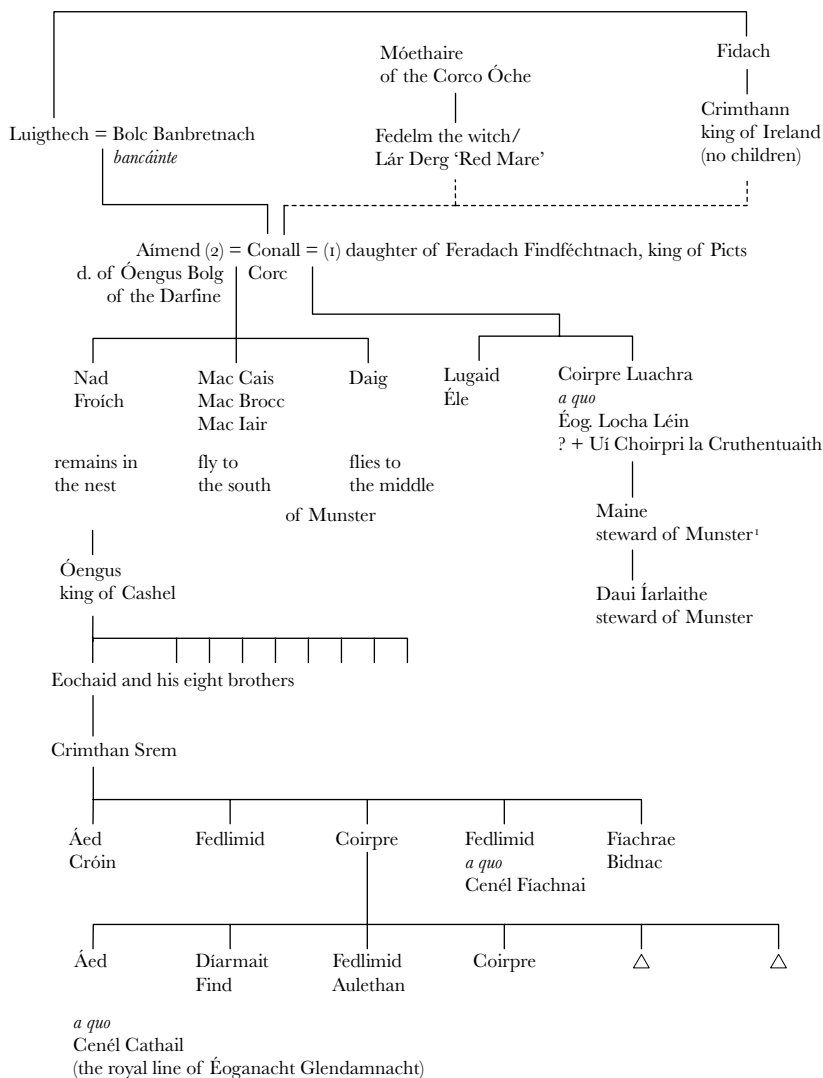 Móethaire
of the Corco Óche
Fidach
Luigthech = Bolc Banbretnach
bancáinte
Fedelm the witch/
Lár Derg ‘Red Mare’
Crimthann
king of Ireland
(no children)
Aímend (2) = Conall = (1) daughter of Feradach Findféchtnach, king of Picts
d. of Óengus Bolg Corc
of the Darfine
Nad
Froích
Mac Cais
Mac Brocc
Mac Iair
Daig
Lugaid
Éle
Coirpre Luachra
a quo
Éog. Locha Léin
? + Uí Choirpri la Cruthentuaith
remains in
the nest
fly to
the south
flies to
the middle
of Munster
Maine
steward of Munster¹
Óengus
king of Cashel
Daui Íarlaithe
steward of Munster
Eochaid and his eight brothers
Crimthan Srem
Áed
Cróin
Fedlimid
Coirpre
Fedlimid
a quo
Cenél Fíachnai
Fíachrae
Bidnac
Áed
Díarmait
Find
Fedlimid
Aulethan
Coirpre
a quo
Cenél Cathail
(the royal line of Éoganacht Glendamnacht)